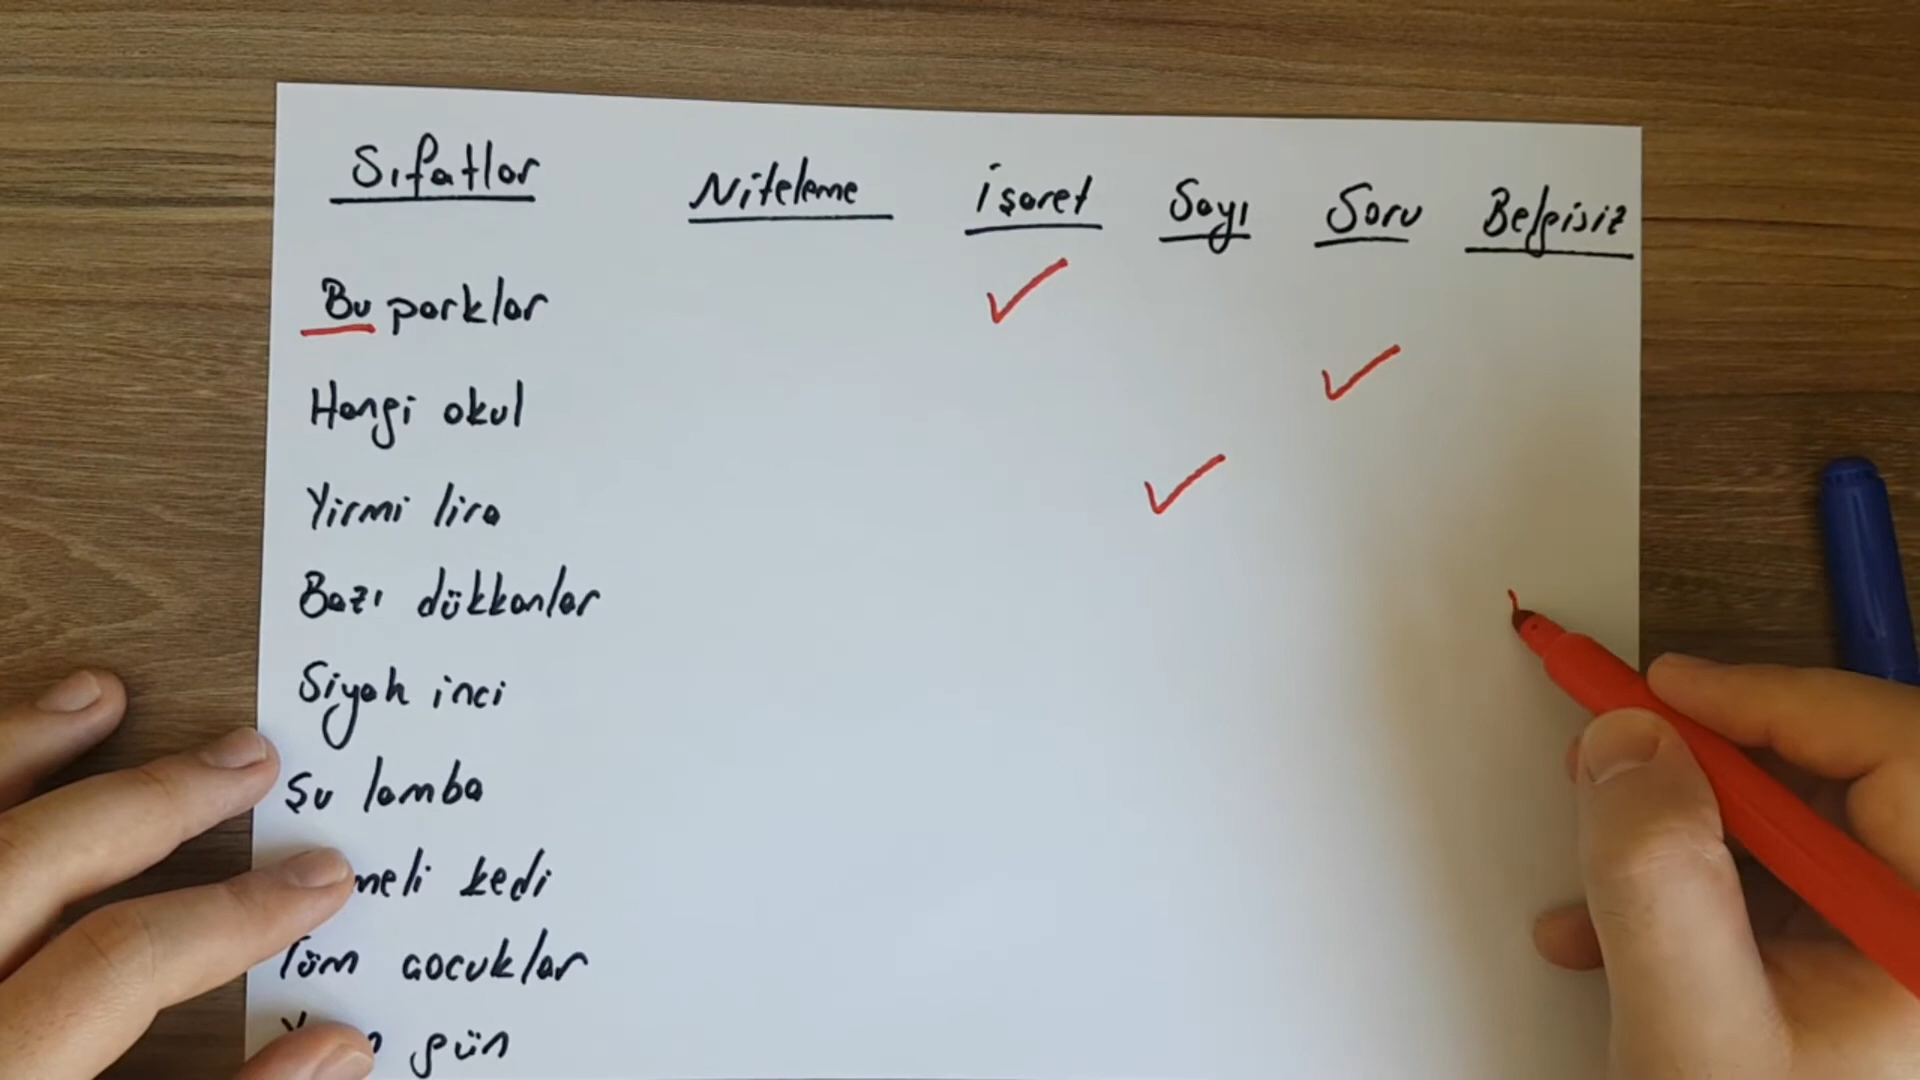 Sıfatlar Niteleme işaret Sayı Soru Belgisiz
Bu parklar
Hangi okul
Yirmi lira
Bazı dükkanlar
Siyah inci
Şu lamba
kedi
Tüm çocuklar
gün